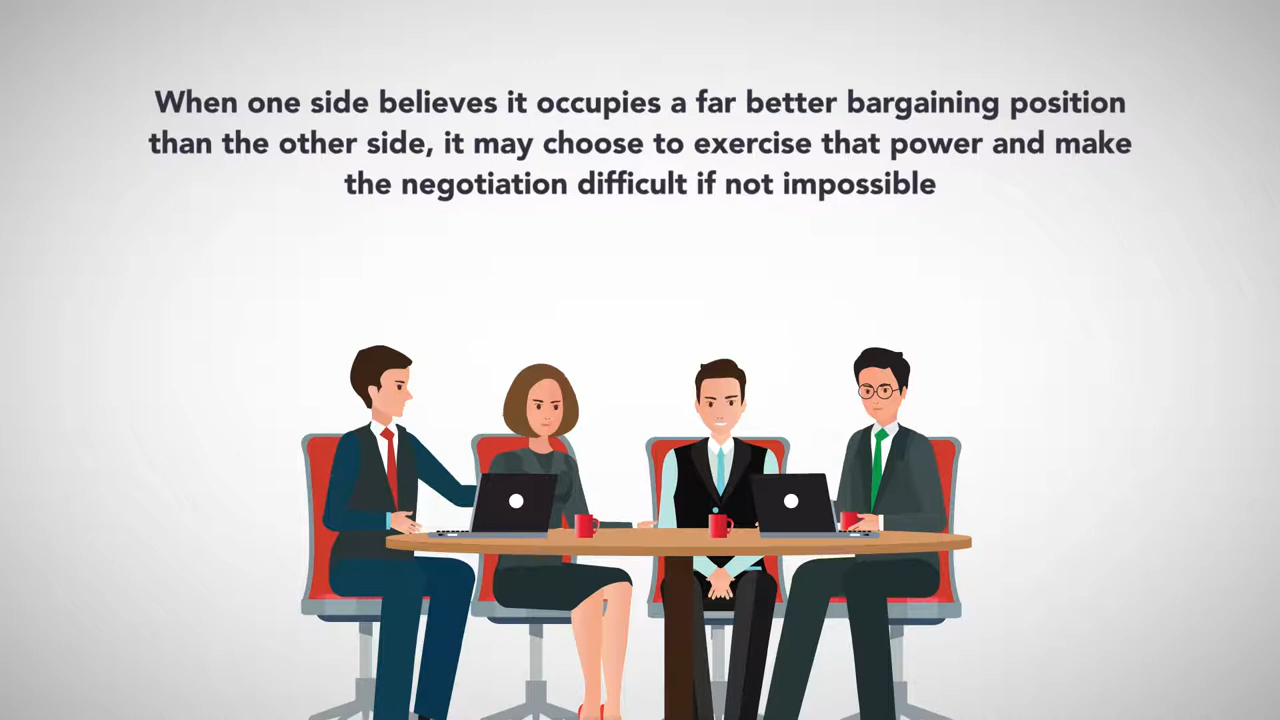 When one side believes it occupies a far better bargaining position
than the other side, it may choose to exercise that power and make
the negotiation difficult if not impossible